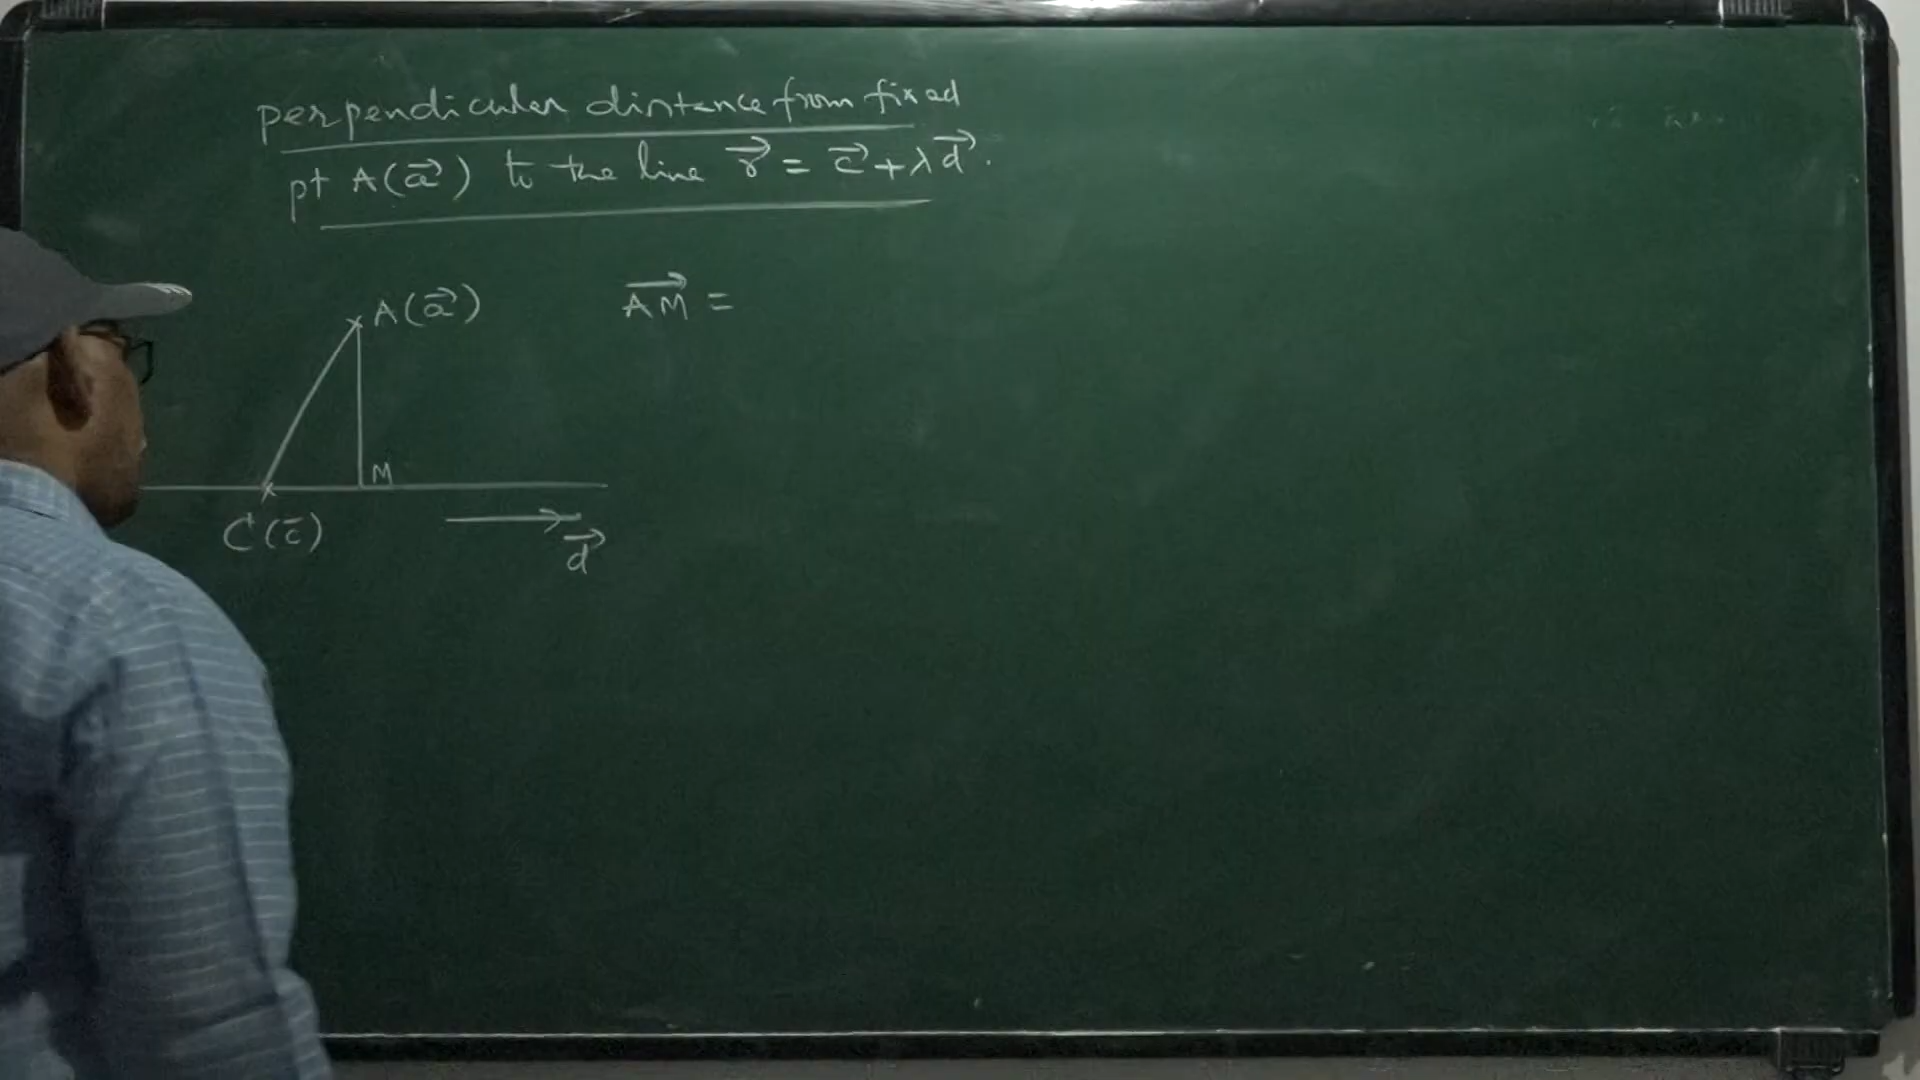 perpendicular distance from fixed
pt A(a⃗) to the line r⃗ = c⃗ + λd⃗.
A(a⃗)
AM⃗ =
M
C(c̄)
d⃗